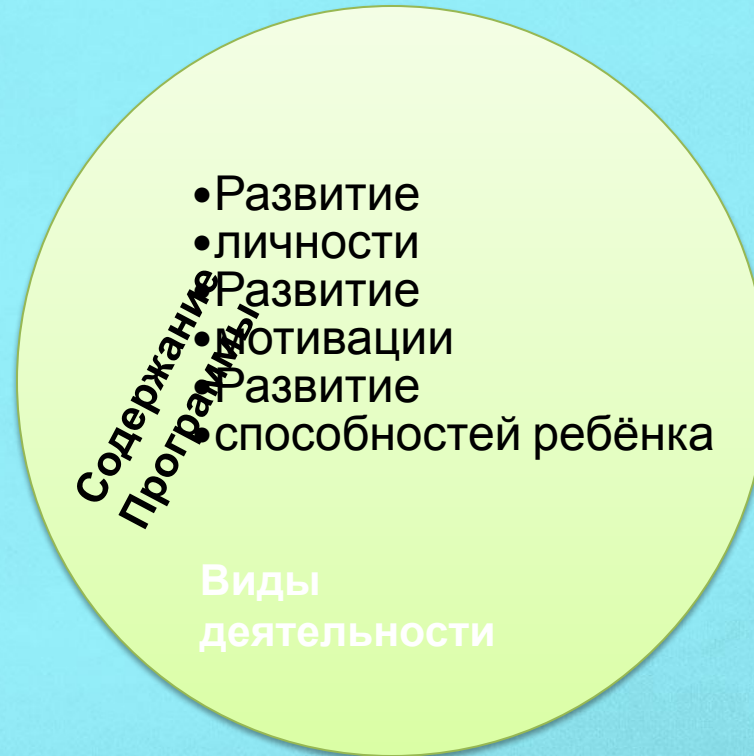 •Развитие
•личности
•Развитие
•мотивации
•Развитие
•способностей ребёнка
Содержание
Программы
Виды
деятельности